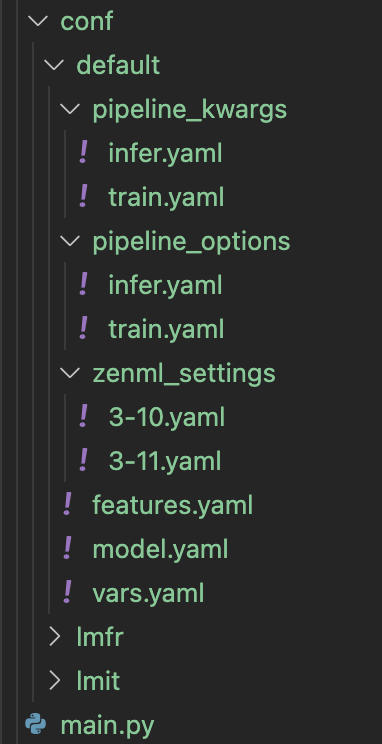 conf
default
pipeline_kwargs
! infer.yaml
! train.yaml
pipeline_options
! infer.yaml
! train.yaml
zenml_settings
! 3-10.yaml
! 3-11.yaml
! features.yaml
! model.yaml
! vars.yaml
lmfr
lmit
main.py